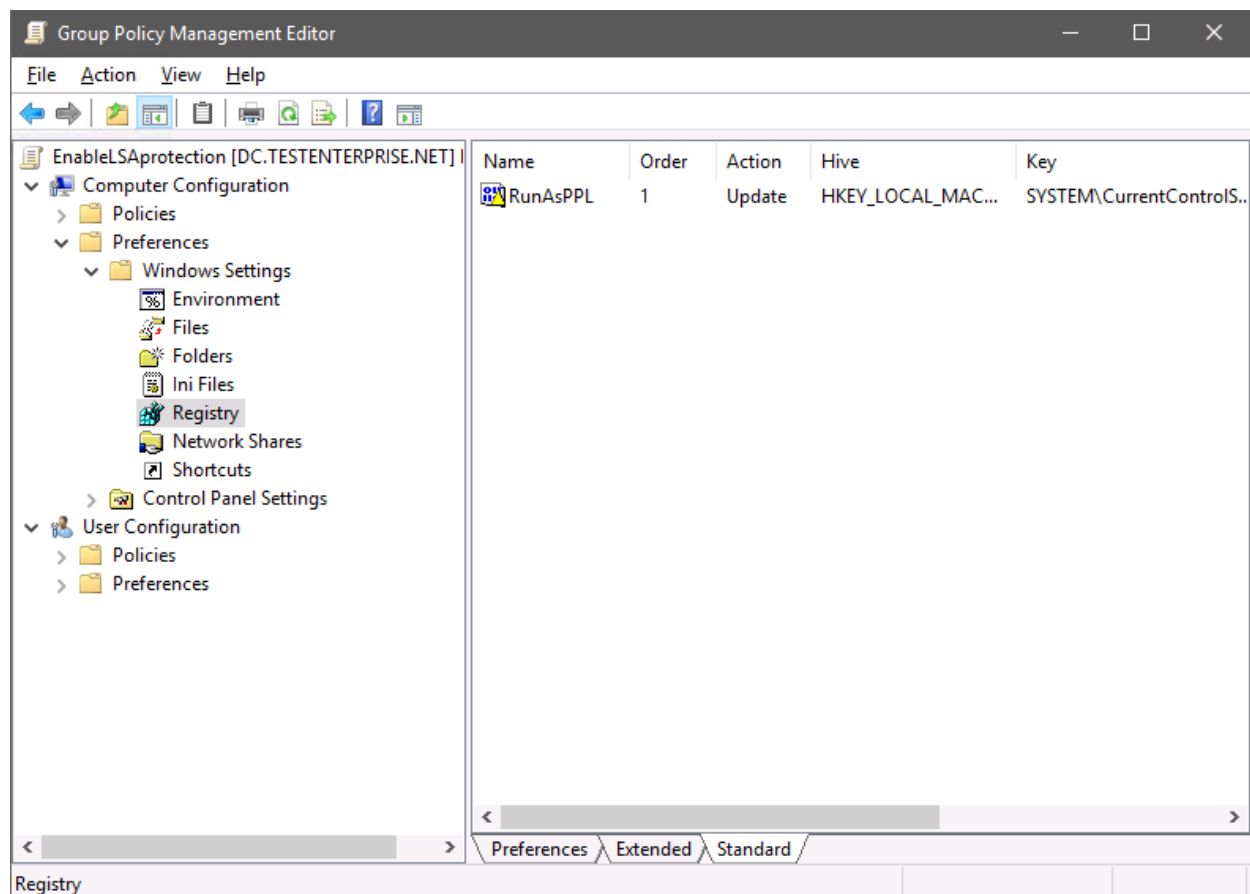 Group Policy Management Editor
File Action View Help
EnableLSAprotection [DC.TESTENTERPRISE.NET]
Computer Configuration
Policies
Preferences
Windows Settings
Environment
Files
Folders
Ini Files
Registry
Network Shares
Shortcuts
Control Panel Settings
User Configuration
Policies
Preferences
Name Order Action Hive Key
RunAsPPL 1 Update HKEY_LOCAL_MAC... SYSTEM\CurrentControlS...
Preferences Extended Standard
Registry